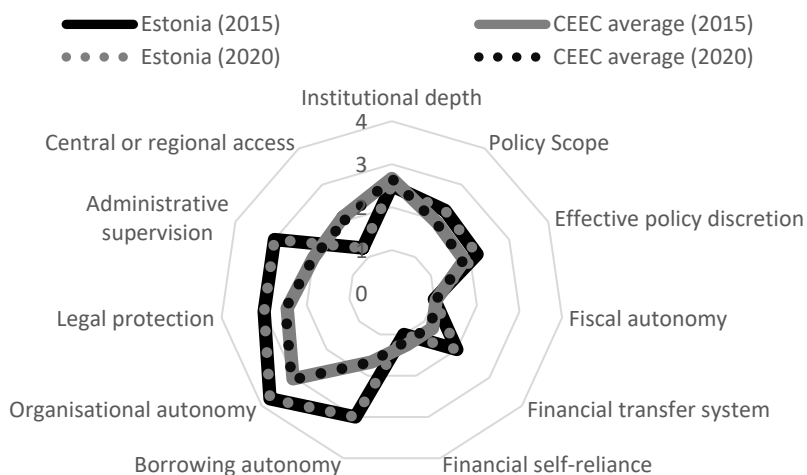 Estonia (2015)
CEEC average (2015)
Estonia (2020)
CEEC average (2020)
Institutional depth
4
Central or regional access
Policy Scope
3
2
Administrative
supervision
Effective policy discretion
1
0
Legal protection
Fiscal autonomy
Organisational autonomy
Financial transfer system
Borrowing autonomy
Financial self-reliance